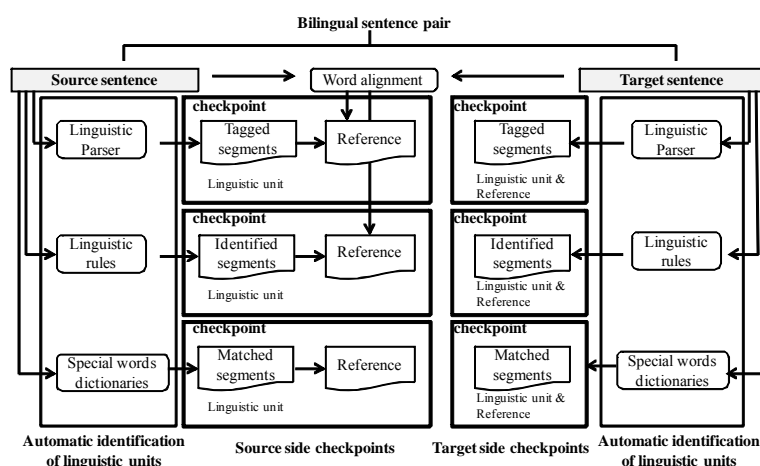 Bilingual sentence pair
Source sentence
Word alignment
Target sentence
checkpoint
checkpoint
Linguistic
Parser
Tagged
segments
Reference
Tagged
segments
Linguistic
Parser
Linguistic unit
Linguistic unit &
Reference
checkpoint
checkpoint
Linguistic
rules
Identified
segments
Reference
Identified
segments
Linguistic
rules
Linguistic unit
Linguistic unit &
Reference
checkpoint
checkpoint
Special words
dictionaries
Matched
segments
Reference
Matched
segments
Special words
dictionaries
Linguistic unit
Linguistic unit &
Reference
Automatic identification
of linguistic units
Source side checkpoints
Target side checkpoints
Automatic identification
of linguistic units